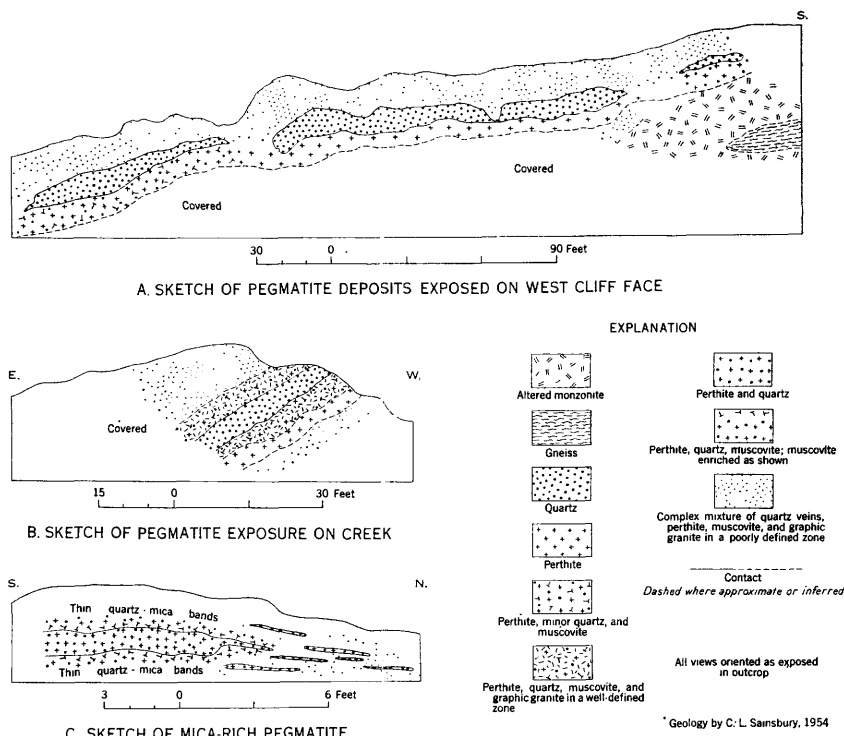 S.
Covered
Covered
30 0 90 Feet
A. SKETCH OF PEGMATITE DEPOSITS EXPOSED ON WEST CLIFF FACE
E.
W.
Covered
15 0 30 Feet
B. SKETCH OF PEGMATITE EXPOSURE ON CREEK
S.
N.
Thin quartz-mica bands
Thin quartz-mica bands
3 0 6 Feet
C. SKETCH OF MICA-RICH PEGMATITE
EXPLANATION
Altered monzonite
Gneiss
Quartz
Perthite
Perthite, minor quartz, and
muscovite
Perthite, quartz, muscovite, and
graphic granite in a well-defined
zone
Perthite and quartz
Perthite, quartz, muscovite; muscovite
enriched as shown
Complex mixture of quartz veins,
perthite, muscovite, and graphic
granite in a poorly defined zone
Contact
Dashed where approximate or inferred
All views oriented as exposed
in outcrop
* Geology by C. L. Sainsbury, 1954